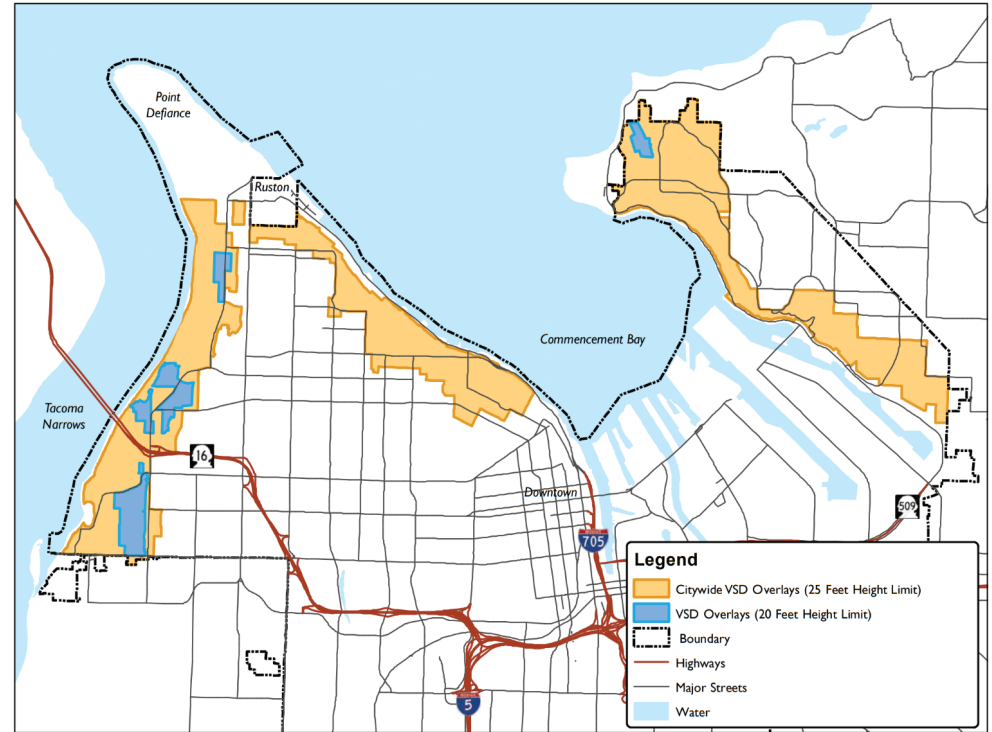 Point
Defiance
Ruston
Commencement Bay
Tacoma
Narrows
16
Downtown
509
705
5
Legend
Citywide VSD Overlays (25 Feet Height Limit)
VSD Overlays (20 Feet Height Limit)
Boundary
Highways
Major Streets
Water